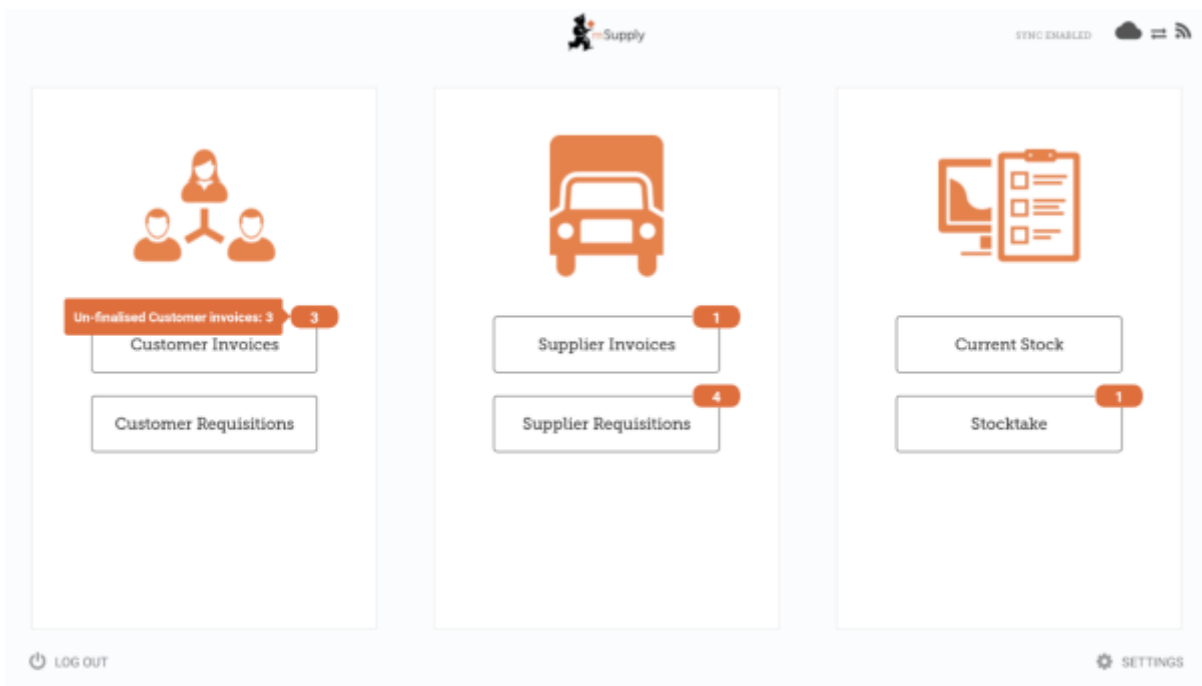 mSupply
SYNC ENABLED
Un-finalised Customer invoices: 3
3
Customer Invoices
Customer Requisitions
1
Supplier Invoices
4
Supplier Requisitions
Current Stock
1
Stocktake
LOG OUT
SETTINGS